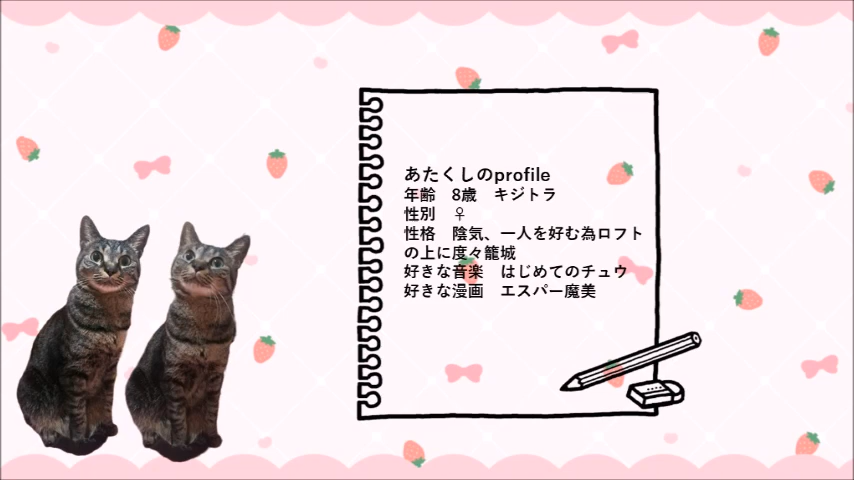 あたくしのprofile
年齢　8歳　キジトラ
性別　♀
性格　陰気、一人を好む為ロフト
の上に度々籠城
好きな音楽　はじめてのチュウ
好きな漫画　エスパー魔美